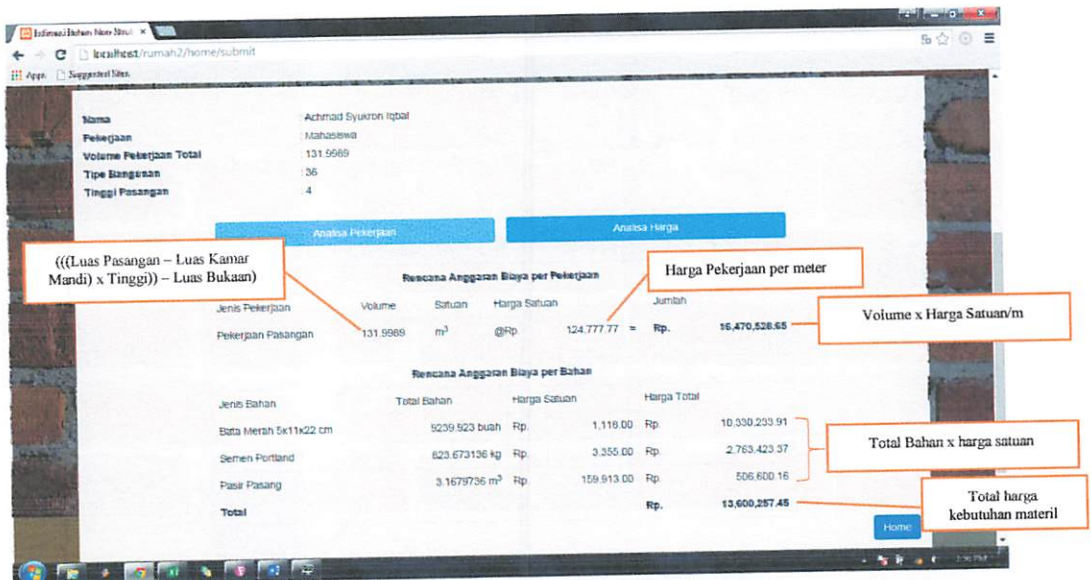 Estimasi Bahan Non Struk
localhost/rumah2/home/submit
Apps Suggested Sites
Nama : Achmad Syukron Iqbal
Pekerjaan : Mahasiswa
Volume Pekerjaan Total : 131.9989
Tipe Bangunan : 36
Tinggi Pasangan : 4
Analisa Pekerjaan Analisa Harga
(((Luas Pasangan – Luas Kamar
Mandi) x Tinggi)) – Luas Bukaan)
Harga Pekerjaan per meter
Volume x Harga Satuan/m
Rencana Anggaran Biaya per Pekerjaan
Jenis Pekerjaan Volume Satuan Harga Satuan Jumlah
Pekerjaan Pasangan 131.9989 m³ @Rp. 124.777.77 = Rp. 16,470,528.65
Rencana Anggaran Biaya per Bahan
Jenis Bahan Total Bahan Harga Satuan Harga Total
Bata Merah 5x11x22 cm 9239.923 buah Rp. 1,118.00 Rp. 10,330,233.91
Semen Portland 823.673136 kg Rp. 3,355.00 Rp. 2,763,423.37
Pasir Pasang 3.1679736 m³ Rp. 159,913.00 Rp. 506,600.16
Total Rp. 13,600,257.45
Total Bahan x harga satuan
Total harga
kebutuhan materil
Home